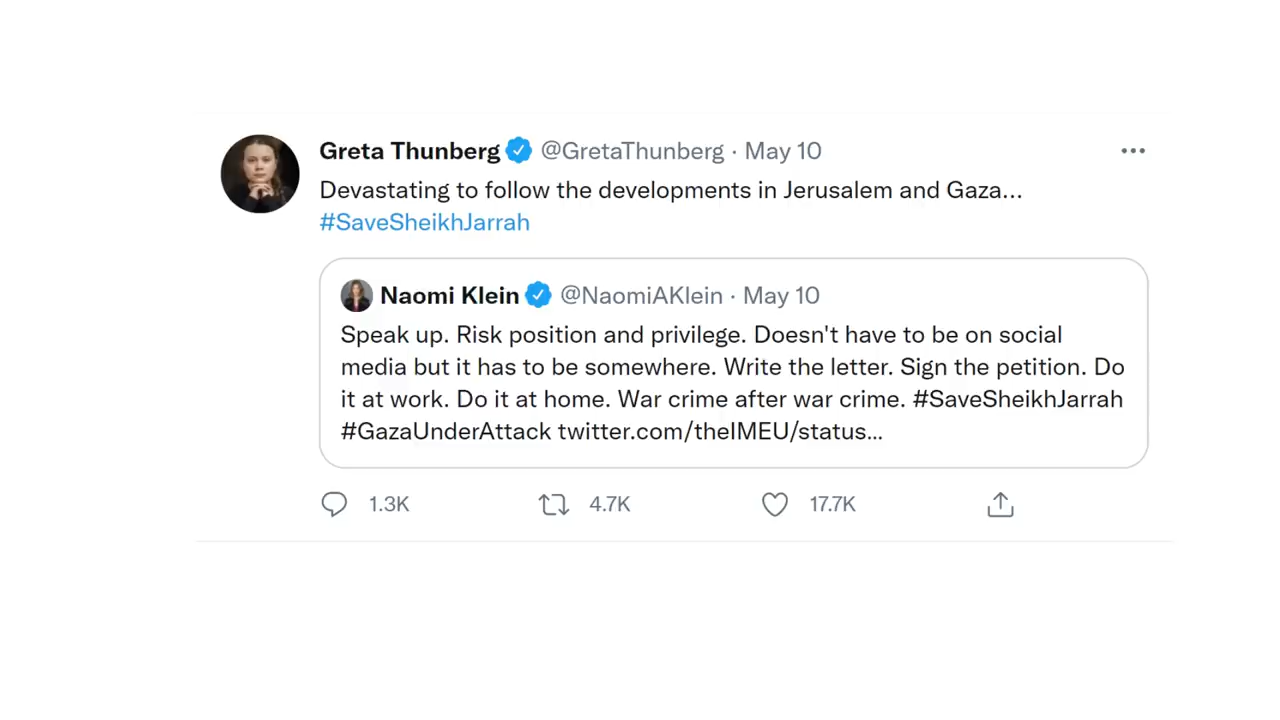 Greta Thunberg @GretaThunberg · May 10
Devastating to follow the developments in Jerusalem and Gaza...
#SaveSheikhJarrah
Naomi Klein @NaomiAKlein · May 10
Speak up. Risk position and privilege. Doesn't have to be on social
media but it has to be somewhere. Write the letter. Sign the petition. Do
it at work. Do it at home. War crime after war crime. #SaveSheikhJarrah
#GazaUnderAttack twitter.com/theIMEU/status...
1.3K 4.7K 17.7K